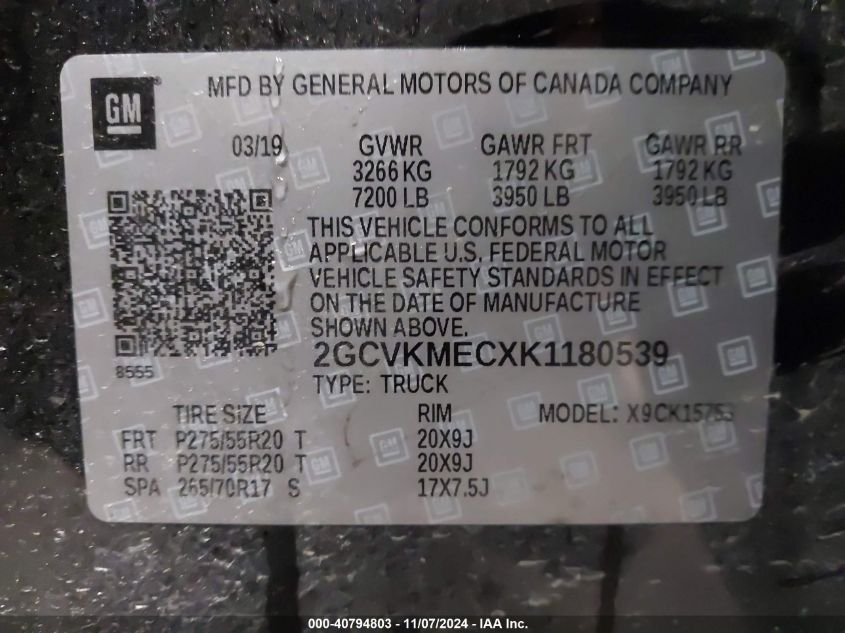 MFD BY GENERAL MOTORS OF CANADA COMPANY
GM
03/19 GVWR GAWR FRT GAWR RR
3266 KG 1792 KG 1792 KG
7200 LB 3950 LB 3950 LB
THIS VEHICLE CONFORMS TO ALL
APPLICABLE U.S. FEDERAL MOTOR
VEHICLE SAFETY STANDARDS IN EFFECT
ON THE DATE OF MANUFACTURE
SHOWN ABOVE.
2GCVKMECXK1180539
8555
TYPE: TRUCK
TIRE SIZE RIM MODEL: X9CK15753
FRT P275/55R20 T 20X9J
RR P275/55R20 T 20X9J
SPA 265/70R17 S 17X7.5J
000-40794803 - 11/07/2024 - IAA Inc.